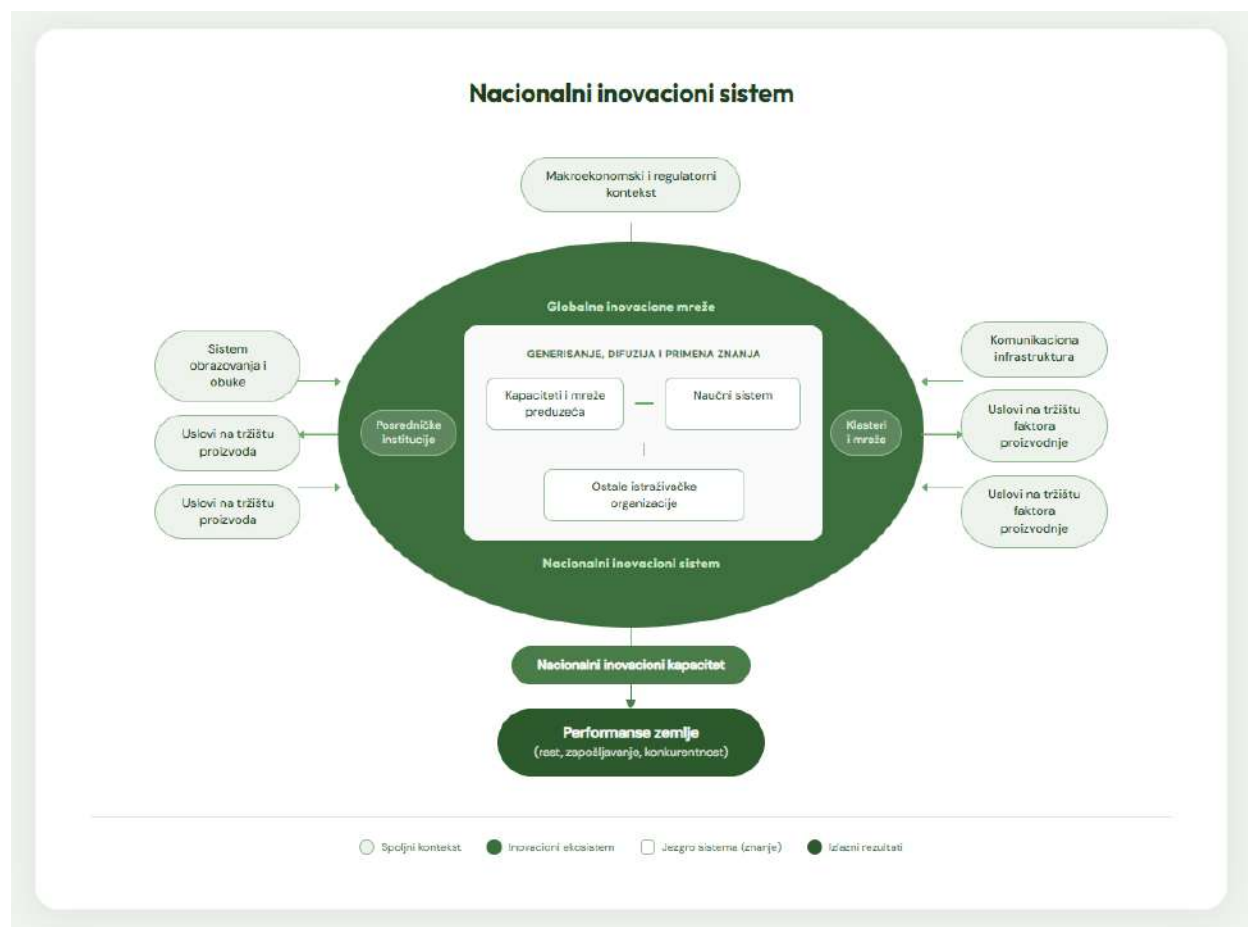 Nacionalni inovacioni sistem
Makroekonomski i regulatorni
kontekst
Globalne inovacione mreže
Sistem
obrazovanja i
obuke
Uslovi na tržištu
proizvoda
Uslovi na tržištu
proizvoda
Posredničke
institucije
GENERISANJE, DIFUZIJA I PRIMENA ZNANJA
Kapaciteti i mreže
preduzeća
Naučni sistem
Ostale istraživačke
organizacije
Klasteri
i mreže
Komunikaciona
infrastruktura
Uslovi na tržištu
faktora
proizvodnje
Uslovi na tržištu
faktora
proizvodnje
Nacionalni inovacioni sistem
Nacionalni inovacioni kapacitet
Performanse zemlje
(rast, zapošljavanje, konkurentnost)
Spoljni kontekst
Inovacioni ekosistem
Jezgro sistema (znanje)
Izlazni rezultati